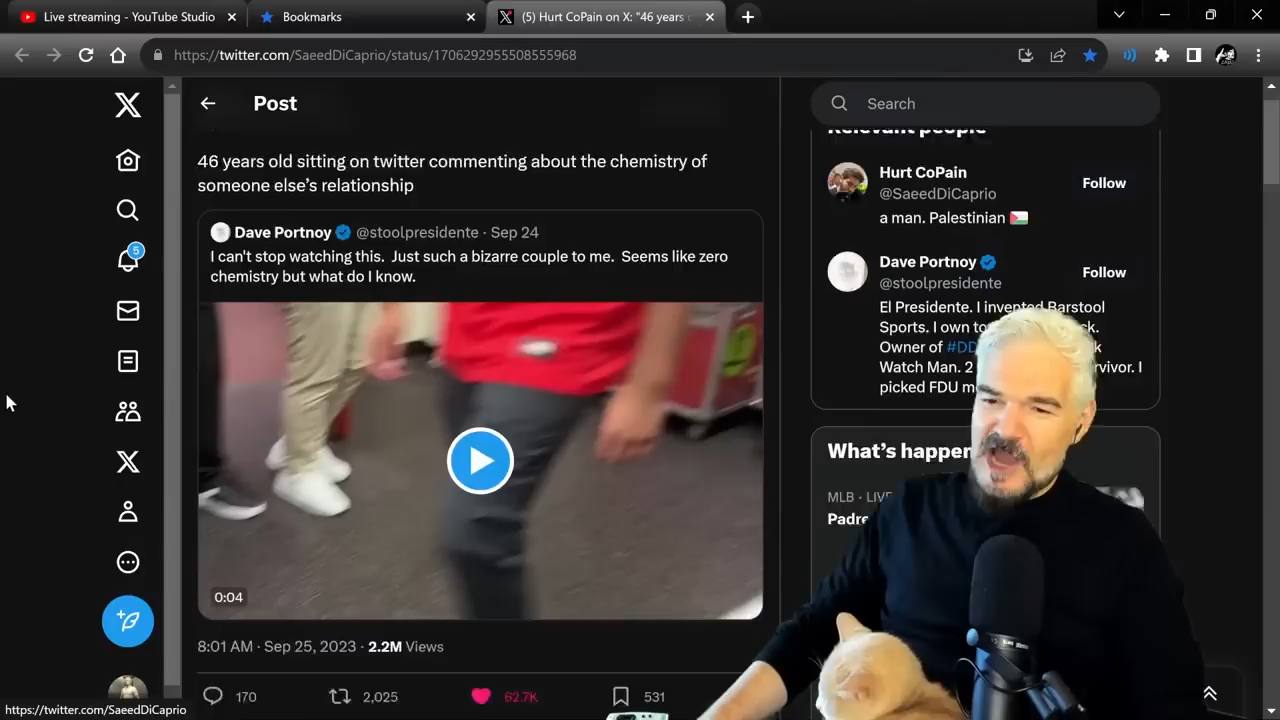 Live streaming - YouTube Studio
Bookmarks
(5) Hurt CoPain on X: "46 years
https://twitter.com/SaeedDiCaprio/status/1706292955508555968
Post
46 years old sitting on twitter commenting about the chemistry of
someone else’s relationship
Dave Portnoy @stoolpresidente · Sep 24
I can't stop watching this. Just such a bizarre couple to me. Seems like zero
chemistry but what do I know.
0:04
8:01 AM · Sep 25, 2023 · 2.2M Views
170 2,025 62.7K 531
5
Search
Relevant people
Hurt CoPain
@SaeedDiCaprio
Follow
a man. Palestinian
Dave Portnoy
@stoolpresidente
Follow
El Presidente. I invented Barstool
Sports. I own
Owner of #DD
Watch Man. 2
I
picked FDU
What’s
MLB · LIVE
Padre
https://twitter.com/SaeedDiCaprio